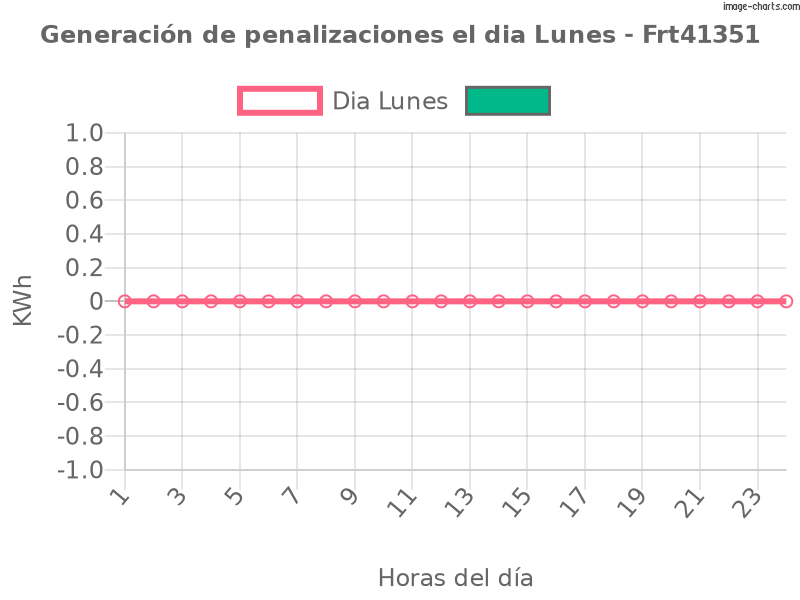 image-charts.com
Generación de penalizaciones el dia Lunes - Frt41351
Dia Lunes
1.0
0.8
0.6
0.4
0.2
0
-0.2
-0.4
-0.6
-0.8
-1.0
KWh
1 3 5 7 9 11 13 15 17 19 21 23
Horas del día